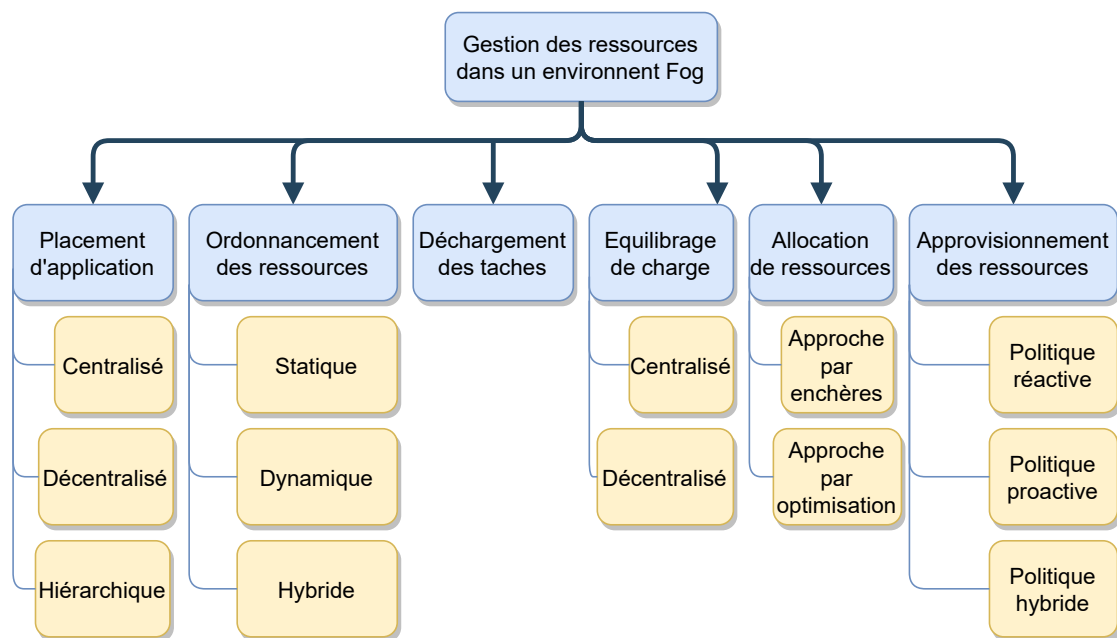 Gestion des ressources
dans un environnent Fog
Placement
d'application
Ordonnancement
des ressources
Déchargement
des taches
Equilibrage
de charge
Allocation
de ressources
Approvisionnement
des ressources
Centralisé
Décentralisé
Hiérarchique
Statique
Dynamique
Hybride
Centralisé
Décentralisé
Approche
par
enchères
Approche
par
optimisation
Politique
réactive
Politique
proactive
Politique
hybride